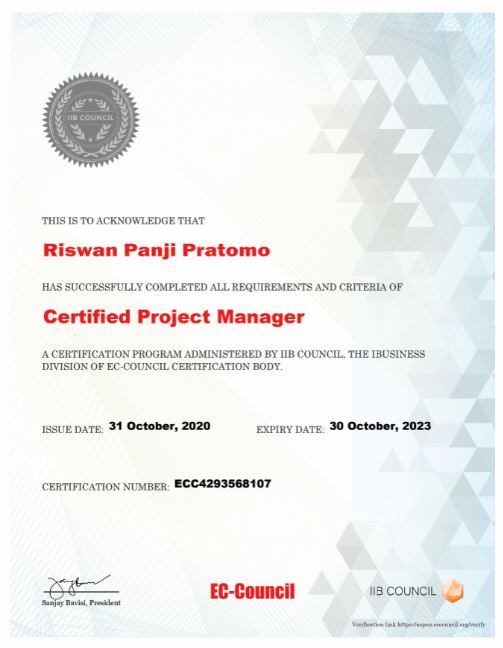 IIB COUNCIL
THIS IS TO ACKNOWLEDGE THAT
Riswan Panji Pratomo
HAS SUCCESSFULLY COMPLETED ALL REQUIREMENTS AND CRITERIA OF
Certified Project Manager
A CERTIFICATION PROGRAM ADMINISTERED BY IIB COUNCIL, THE IBUSINESS
DIVISION OF EC-COUNCIL CERTIFICATION BODY.
ISSUE DATE: 31 October, 2020 EXPIRY DATE: 30 October, 2023
CERTIFICATION NUMBER: ECC4293568107
Sanjay Bavisi, President
EC-Council
IIB COUNCIL
Verification link https://aspen.eccouncil.org/verify